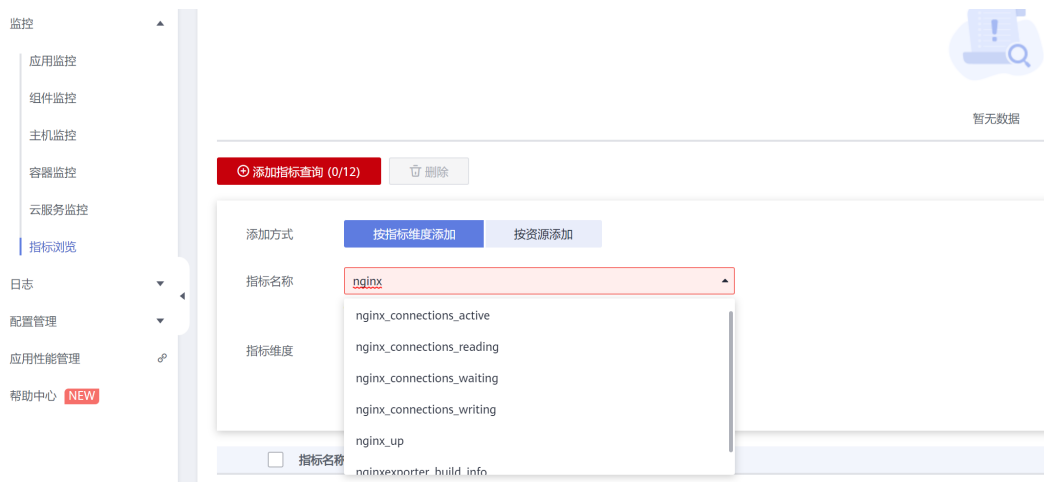 监控
应用监控
组件监控
主机监控
容器监控
云服务监控
指标浏览
日志
配置管理
应用性能管理
帮助中心 NEW
暂无数据
添加指标查询 (0/12) 删除
添加方式 按指标维度添加 按资源添加
指标名称 nginx
nginx_connections_active
nginx_connections_reading
指标维度
nginx_connections_waiting
nginx_connections_writing
nginx_up
nginxexporter_build_info
指标名称